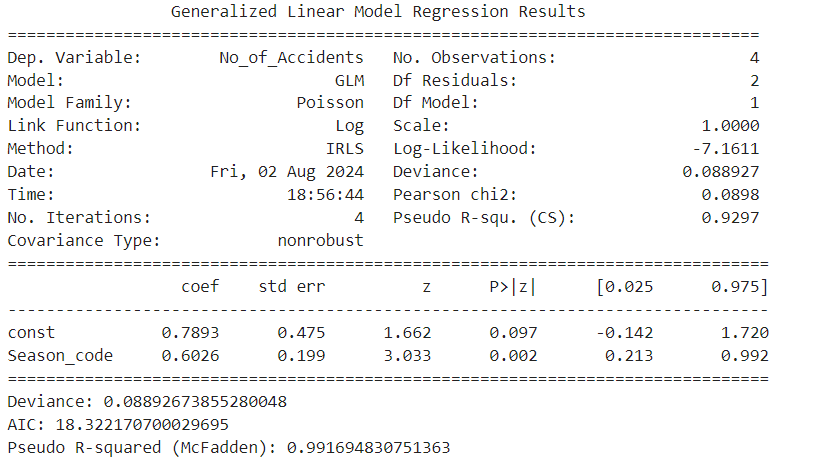 Generalized Linear Model Regression Results
==============================================================================
Dep. Variable: No_of_Accidents No. Observations: 4
Model: GLM Df Residuals: 2
Model Family: Poisson Df Model: 1
Link Function: Log Scale: 1.0000
Method: IRLS Log-Likelihood: -7.1611
Date: Fri, 02 Aug 2024 Deviance: 0.088927
Time: 18:56:44 Pearson chi2: 0.0898
No. Iterations: 4 Pseudo R-squ. (CS): 0.9297
Covariance Type: nonrobust
================================================================================
coef std err z P>|z| [0.025 0.975]
--------------------------------------------------------------------------------
const 0.7893 0.475 1.662 0.097 -0.142 1.720
Season_code 0.6026 0.199 3.033 0.002 0.213 0.992
================================================================================
Deviance: 0.08892673855280048
AIC: 18.322170700029695
Pseudo R-squared (McFadden): 0.991694830751363